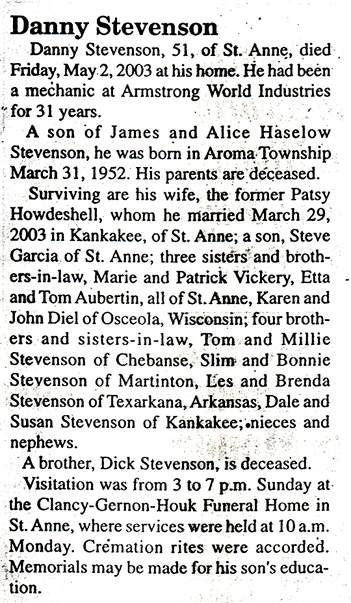 Danny Stevenson
Danny Stevenson, 51, of St. Anne, died
Friday, May 2, 2003 at his home. He had been
a mechanic at Armstrong World Industries
for 31 years.
A son of James and Alice Haselow
Stevenson, he was born in Aroma Township
March 31, 1952. His parents are deceased.
Surviving are his wife, the former Patsy
Howdeshell, whom he married March 29,
2003 in Kankakee, of St. Anne; a son, Steve
Garcia of St. Anne; three sisters and broth-
ers-in-law, Marie and Patrick Vickery, Etta
and Tom Aubertin, all of St. Anne, Karen and
John Diel of Osceola, Wisconsin; four broth-
ers and sisters-in-law, Tom and Millie
Stevenson of Chebanse, Slim and Bonnie
Stevenson of Martinton, Les and Brenda
Stevenson of Texarkana, Arkansas, Dale and
Susan Stevenson of Kankakee; nieces and
nephews.
A brother, Dick Stevenson, is deceased.
Visitation was from 3 to 7 p.m. Sunday at
the Clancy-Gernon-Houk Funeral Home in
St. Anne, where services were held at 10 a.m.
Monday. Cremation rites were accorded.
Memorials may be made for his son's educa-
tion.